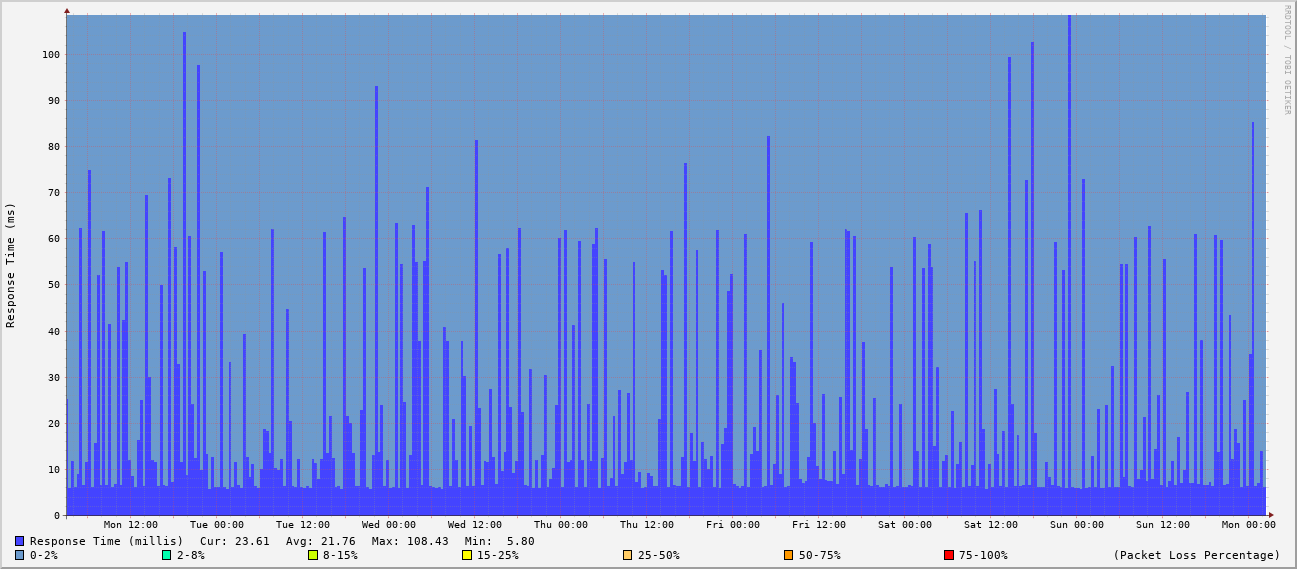 RRDTOOL / TOBI OETIKER
Response Time (ms)
100
90
80
70
60
50
40
30
20
10
0
Mon 12:00 Tue 00:00 Tue 12:00 Wed 00:00 Wed 12:00 Thu 00:00 Thu 12:00 Fri 00:00 Fri 12:00 Sat 00:00 Sat 12:00 Sun 00:00 Sun 12:00 Mon 00:00
Response Time (millis) Cur: 23.61 Avg: 21.76 Max: 108.43 Min: 5.80
0-2% 2-8% 8-15% 15-25% 25-50% 50-75% 75-100% (Packet Loss Percentage)